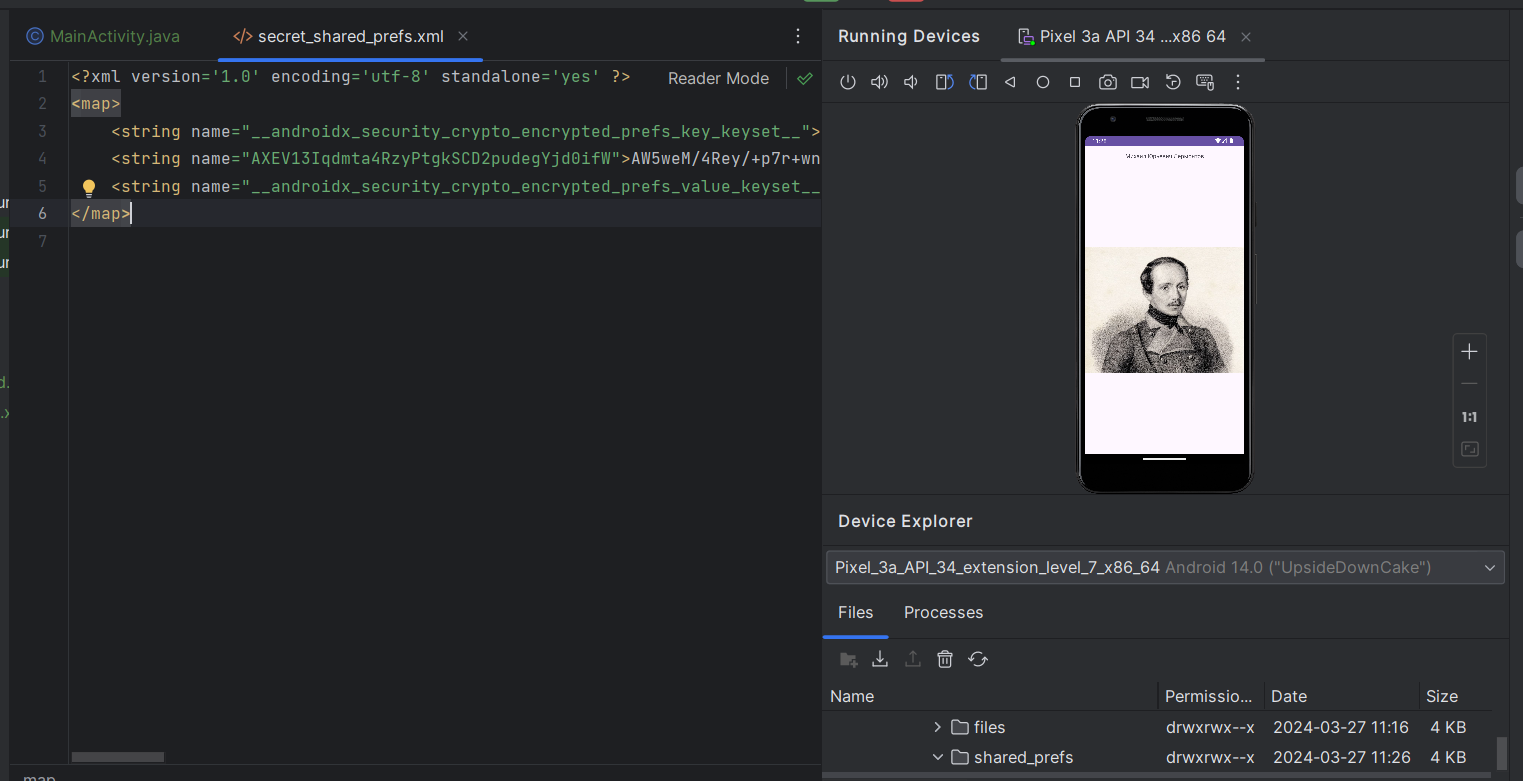 MainActivity.java
secret_shared_prefs.xml
1 <?xml version='1.0' encoding='utf-8' standalone='yes' ?>
Reader Mode
2 <map>
3 <string name="__androidx_security_crypto_encrypted_prefs_key_keyset__">
4 <string name="AXEV13Iqdmta4RzyPtgkSCD2pudegYjd0ifW">AW5weM/4Rey/+p7r+wn
5 <string name="__androidx_security_crypto_encrypted_prefs_value_keyset__
6 </map>
7
map
Running Devices
Pixel 3a API 34 ...x86 64
Михаил Юрьевич Лермонтов
1:1
Device Explorer
Pixel_3a_API_34_extension_level_7_x86_64 Android 14.0 ("UpsideDownCake")
Files Processes
Name Permissio... Date Size
files drwxrwx--x 2024-03-27 11:16 4 KB
shared_prefs drwxrwx--x 2024-03-27 11:26 4 KB